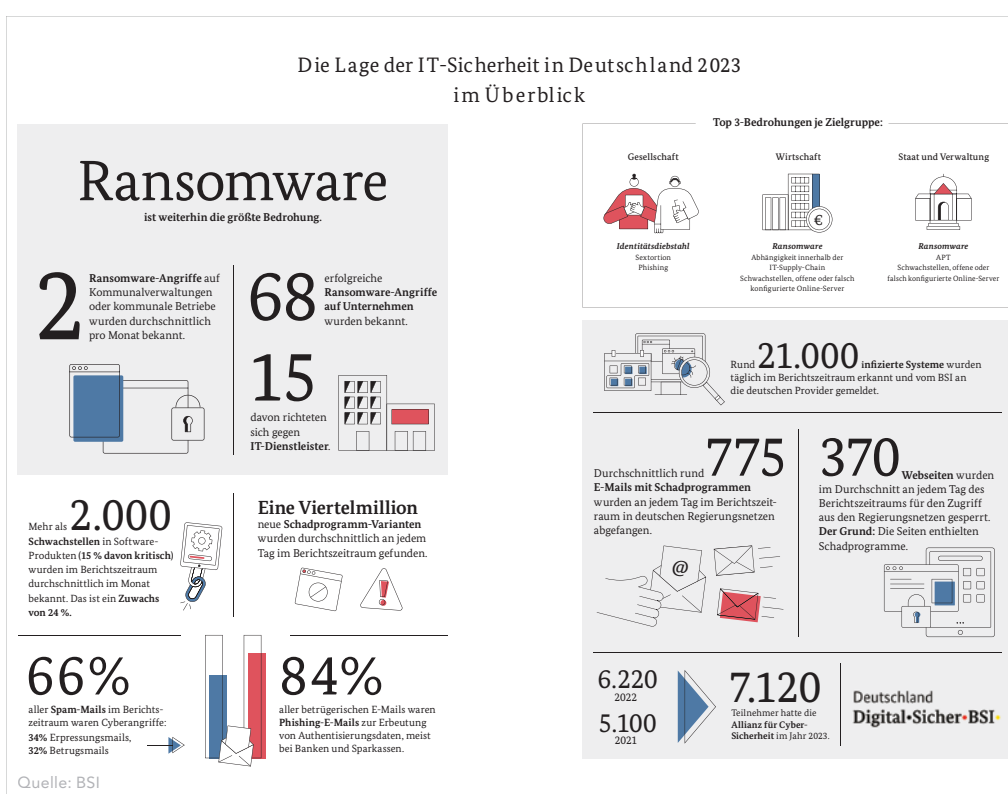 Die Lage der IT-Sicherheit in Deutschland 2023
im Überblick
Ransomware
ist weiterhin die größte Bedrohung.
2
Ransomware-Angriffe auf
Kommunalverwaltungen
oder kommunale Betriebe
wurden durchschnittlich
pro Monat bekannt.
68
erfolgreiche
Ransomware-Angriffe
auf Unternehmen
wurden bekannt.
15
davon richteten
sich gegen
IT-Dienstleister.
Mehr als 2.000
Schwachstellen in Software-
Produkten (15 % davon kritisch)
wurden im Berichtszeitraum
durchschnittlich im Monat
bekannt. Das ist ein Zuwachs
von 24 %.
Eine Viertelmillion
neue Schadprogramm-Varianten
wurden durchschnittlich an jedem
Tag im Berichtszeitraum gefunden.
66%
aller Spam-Mails im Berichts-
zeitraum waren Cyberangriffe:
34% Erpressungsmails,
32% Betrugsmails
84%
aller betrügerischen E-Mails waren
Phishing-E-Mails zur Erbeutung
von Authentisierungsdaten, meist
bei Banken und Sparkassen.
Top 3-Bedrohungen je Zielgruppe:
Gesellschaft
Identitätsdiebstahl
Sextortion
Phishing
Wirtschaft
€
Ransomware
Abhängigkeit innerhalb der
IT-Supply-Chain
Schwachstellen, offene oder falsch
konfigurierte Online-Server
Staat und Verwaltung
Ransomware
APT
Schwachstellen, offene oder
falsch konfigurierte Online-Server
Rund 21.000 infizierte Systeme wurden
täglich im Berichtszeitraum erkannt und vom BSI an
die deutschen Provider gemeldet.
Durchschnittlich rund 775
E-Mails mit Schadprogrammen
wurden an jedem Tag im Berichtszeit-
raum in deutschen Regierungsnetzen
abgefangen.
@
370 Webseiten wurden
im Durchschnitt an jedem Tag des
Berichtszeitraums für den Zugriff
aus den Regierungsnetzen gesperrt.
Der Grund: Die Seiten enthielten
Schadprogramme.
6.220
2022
5.100
2021
7.120
Teilnehmer hatte die
Allianz für Cyber-
Sicherheit im Jahr 2023.
Deutschland
Digital•Sicher•BSI•
Quelle: BSI